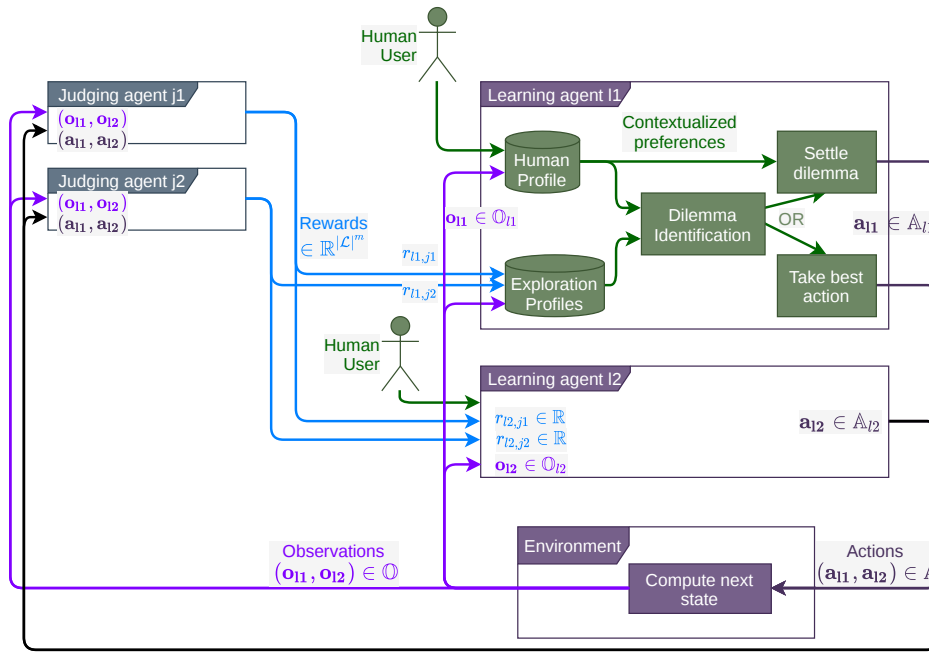 Human
User
Judging agent j1
(o_l1, o_l2)
(a_l1, a_l2)
Judging agent j2
(o_l1, o_l2)
(a_l1, a_l2)
Rewards
∈ ℝ^|𝓛|^m
r_l1,j1
r_l1,j2
Learning agent l1
Human
Profile
Contextualized
preferences
Settle
dilemma
o_l1 ∈ 𝕆_l1
Dilemma
Identification
OR
a_l1 ∈ 𝔸_l1
Exploration
Profiles
Take best
action
Human
User
Learning agent l2
r_l2,j1 ∈ ℝ
r_l2,j2 ∈ ℝ
o_l2 ∈ 𝕆_l2
a_l2 ∈ 𝔸_l2
Environment
Compute next
state
Observations
(o_l1, o_l2) ∈ 𝕆
Actions
(a_l1, a_l2) ∈